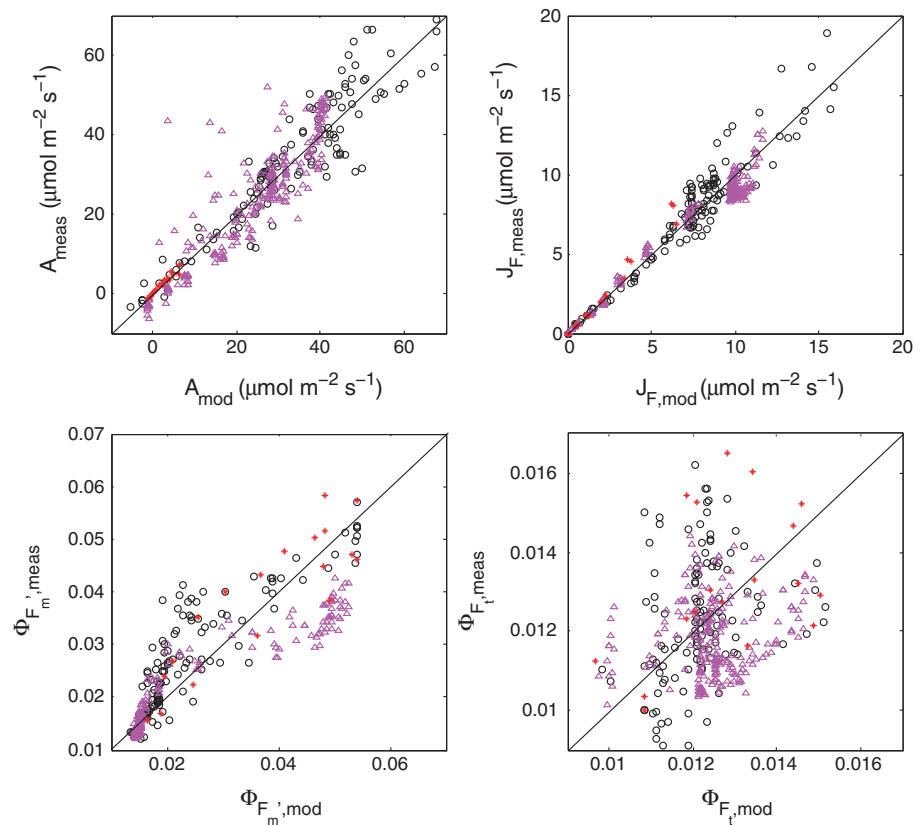 A_meas (μmol m⁻² s⁻¹)
60
40
20
0
0 20 40 60
A_mod (μmol m⁻² s⁻¹)
J_F,meas (μmol m⁻² s⁻¹)
20
15
10
5
0
0 5 10 15 20
J_F,mod (μmol m⁻² s⁻¹)
Φ_F_m',meas
0.07
0.06
0.05
0.04
0.03
0.02
0.01
0.02 0.04 0.06
Φ_F_m',mod
Φ_F_t,meas
0.016
0.014
0.012
0.01
0.01 0.012 0.014 0.016
Φ_F_t,mod